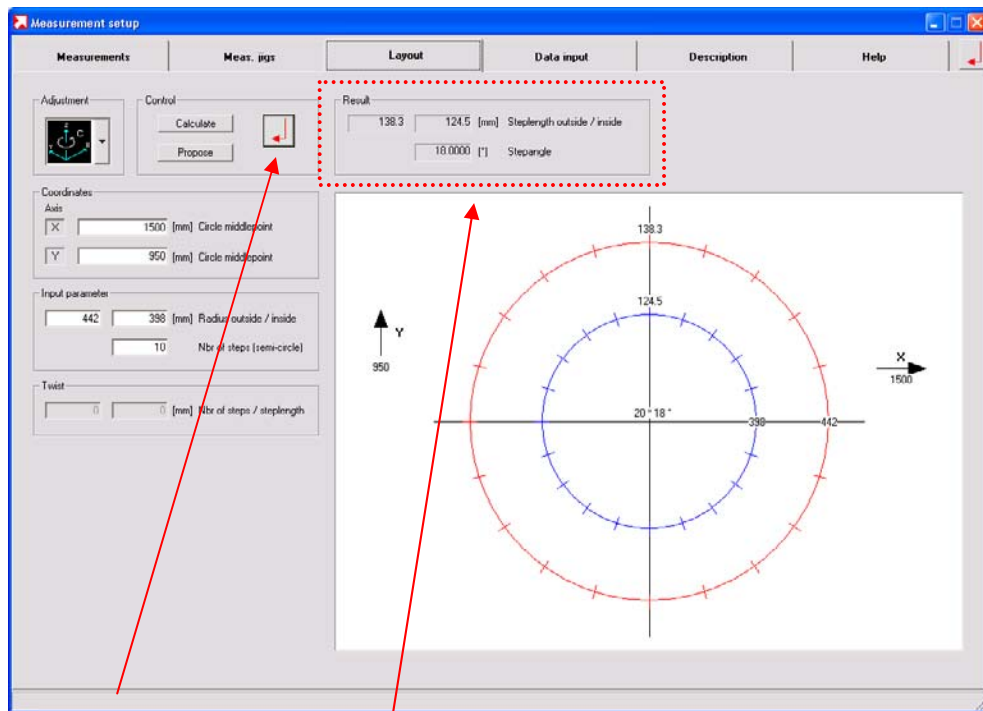 Measurement setup
Measurements Meas. jigs Layout Data input Description Help
Adjustment
Control
Calculate
Propose
Result
138.3 124.5 [mm] Steplength outside / inside
18.0000 [°] Stepangle
Coordinates
Axis
X 1500 [mm] Circle middlepoint
Y 950 [mm] Circle middlepoint
Input parameter
442 398 [mm] Radius outside / inside
10 Nbr of steps (semi-circle)
Twist
0 0 [mm] Nbr of steps / steplength
138.3
124.5
Y
950
X
1500
20 * 18 °
398
442